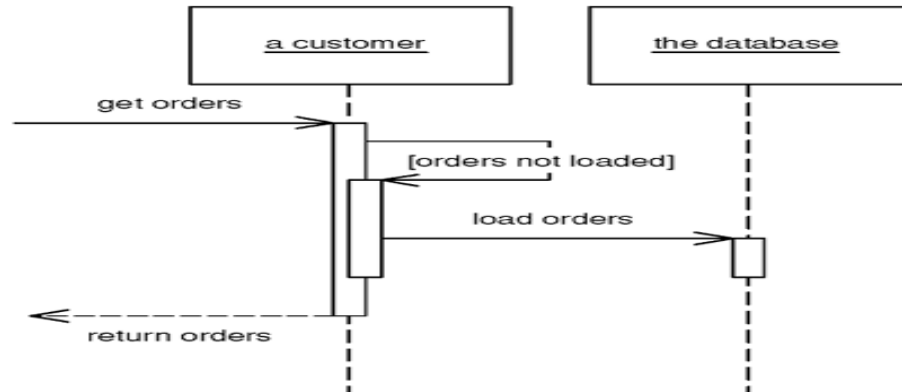 a customer
the database
get orders
[orders not loaded]
load orders
return orders